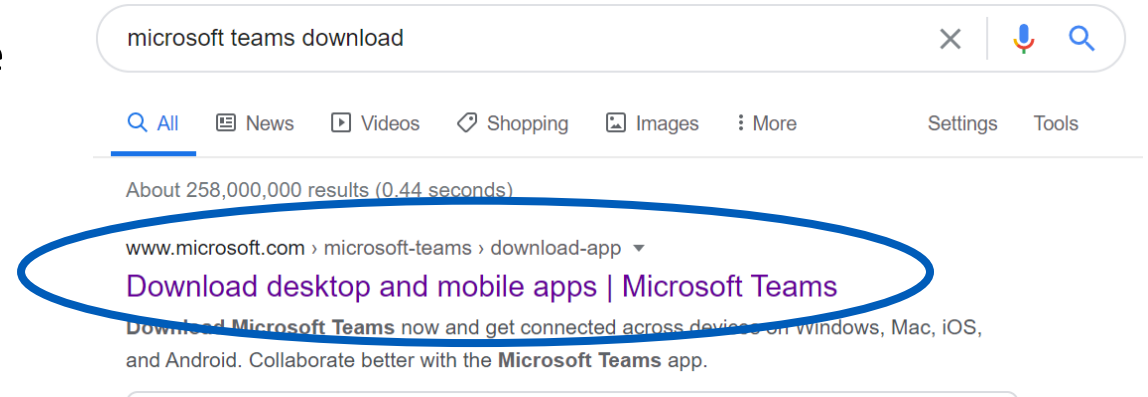 e
microsoft teams download
All News Videos Shopping Images More Settings Tools
About 258,000,000 results (0.44 seconds)
www.microsoft.com › microsoft-teams › download-app
Download desktop and mobile apps | Microsoft Teams
Download Microsoft Teams now and get connected across devices on Windows, Mac, iOS,
and Android. Collaborate better with the Microsoft Teams app.